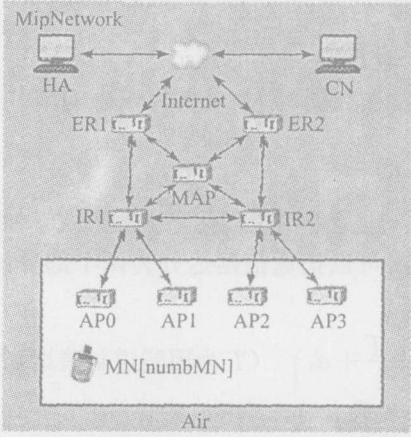 MipNetwork
HA
CN
Internet
ER1
ER2
MAP
IR1
IR2
AP0
AP1
AP2
AP3
MN[numbMN]
Air